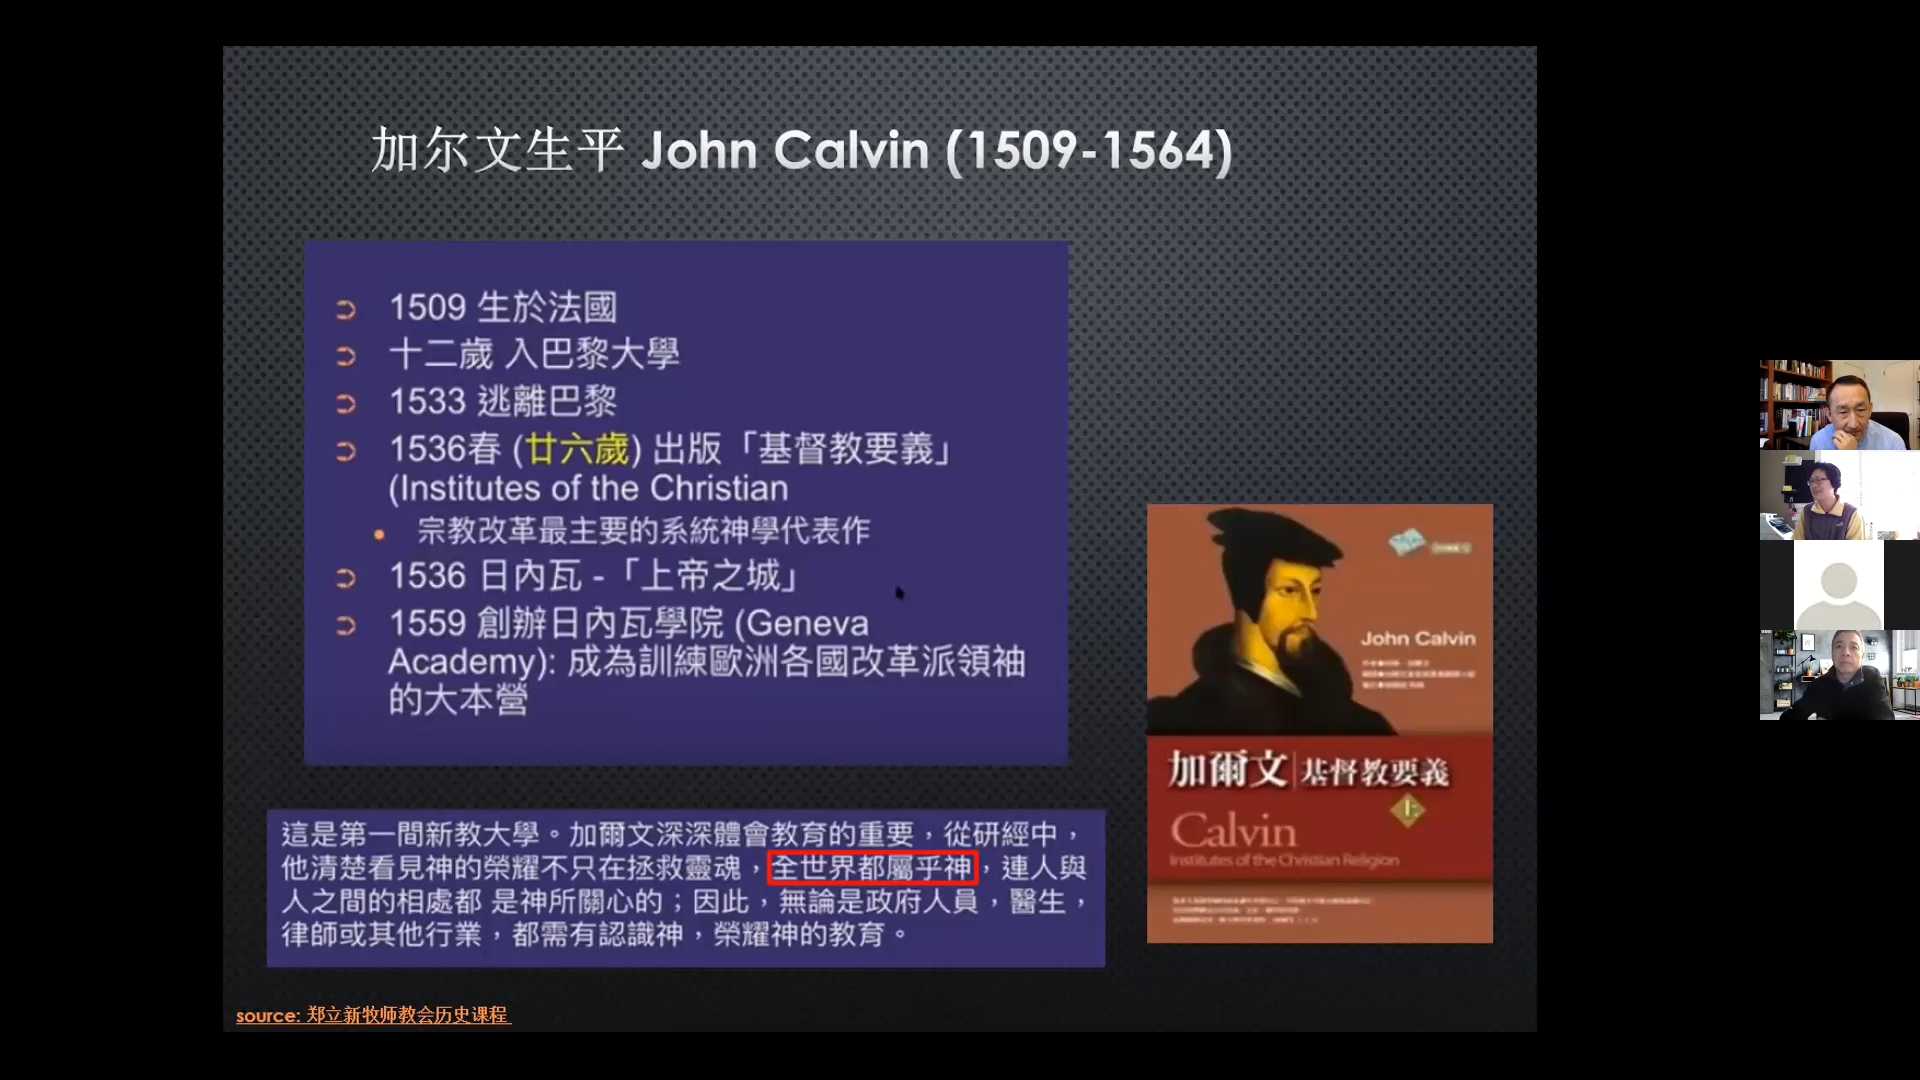 加尔文生平 John Calvin (1509-1564)
1509 生於法國
十二歲 入巴黎大學
1533 逃離巴黎
1536春 (廿六歲) 出版「基督教要義」
(Institutes of the Christian
宗教改革最主要的系統神學代表作
1536 日內瓦 -「上帝之城」
1559 創辦日內瓦學院 (Geneva
Academy): 成為訓練歐洲各國改革派領袖
的大本營
這是第一間新教大學。加爾文深深體會教育的重要，從研經中，
他清楚看見神的榮耀不只在拯救靈魂，全世界都屬乎神，連人與
人之間的相處都 是神所關心的；因此，無論是政府人員，醫生，
律師或其他行業，都需有認識神，榮耀神的教育。
source: 郑立新牧师教会历史课程
John Calvin
加爾文 基督教要義
上
Calvin
Institutes of the Christian Religion